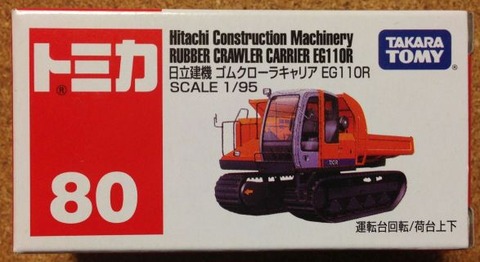 トミカ
®
80
Hitachi Construction Machinery
RUBBER CRAWLER CARRIER EG110R
日立建機 ゴムクローラキャリア EG110R
SCALE 1/95
TAKARA
TOMY
運転台回転/荷台上下